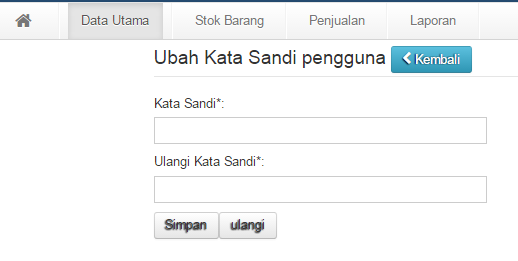 Data Utama Stok Barang Penjualan Laporan
Ubah Kata Sandi pengguna Kembali
Kata Sandi*:
Ulangi Kata Sandi*:
Simpan ulangi